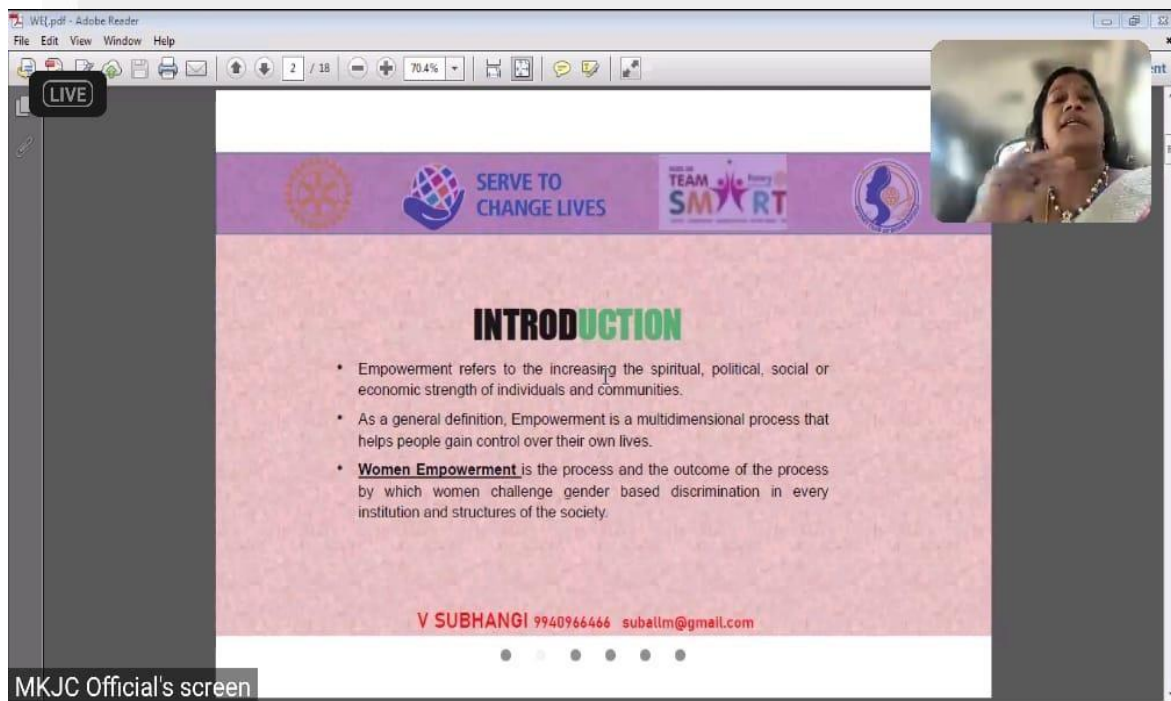 WE(.pdf - Adobe Reader
File Edit View Window Help
2 / 18 70.4%
LIVE
SERVE TO
CHANGE LIVES
TEAM Rotary
SMART
INTRODUCTION
• Empowerment refers to the increasing the spiritual, political, social or
economic strength of individuals and communities.
• As a general definition, Empowerment is a multidimensional process that
helps people gain control over their own lives.
• Women Empowerment is the process and the outcome of the process
by which women challenge gender based discrimination in every
institution and structures of the society.
V SUBHANGI 9940966466 suballm@gmail.com
MKJC Official's screen